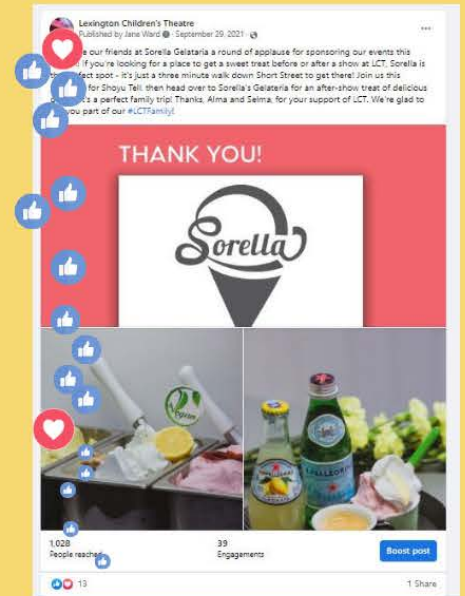 Lexington Children's Theatre
Published by Jane Ward · September 29, 2021 ·
e our friends at Sorella Gelataria a round of applause for sponsoring our events this
! If you're looking for a place to get a sweet treat before or after a show at LCT, Sorella is
fect spot - it's just a three minute walk down Short Street to get there! Join us this
for Shoyu Tell, then head over to Sorella's Gelateria for an after-show treat of delicious
's a perfect family trip! Thanks, Alma and Selma, for your support of LCT. We're glad to
you part of our #LCTFamily!
THANK YOU!
Sorella
Vegan
S.PELLEGRINO
1,028
People reached
39
Engagements
Boost post
13
1 Share